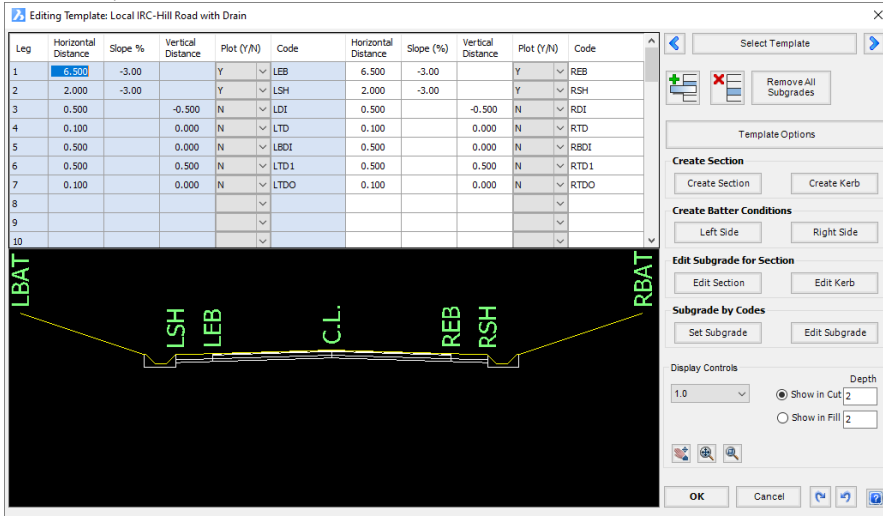 Editing Template: Local IRC-Hill Road with Drain
Leg Horizontal Distance Slope % Vertical Distance Plot (Y/N) Code Horizontal Distance Slope (%) Vertical Distance Plot (Y/N) Code
1 6.500 -3.00 Y LEB 6.500 -3.00 Y REB
2 2.000 -3.00 Y LSH 2.000 -3.00 Y RSH
3 0.500 -0.500 N LDI 0.500 -0.500 N RDI
4 0.100 0.000 N LTD 0.100 0.000 N RTD
5 0.500 0.000 N LBDI 0.500 0.000 N RBDI
6 0.500 0.500 N LTD1 0.500 0.500 N RTD1
7 0.100 0.000 N LTDO 0.100 0.000 N RTDO
8
9
10
LBAT
LSH
LEB
C.L.
REB
RSH
RBAT
Select Template
Remove All
Subgrades
Template Options
Create Section
Create Section Create Kerb
Create Batter Conditions
Left Side Right Side
Edit Subgrade for Section
Edit Section Edit Kerb
Subgrade by Codes
Set Subgrade Edit Subgrade
Display Controls
Depth
1.0 Show in Cut 2
Show in Fill 2
OK Cancel ?